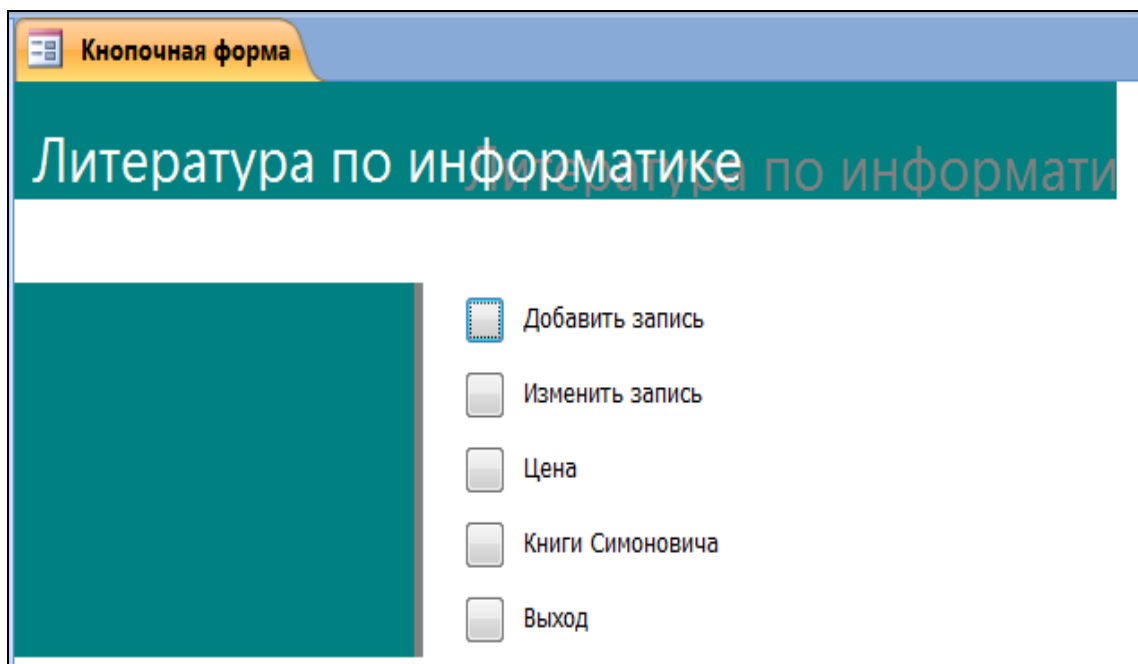 Кнопочная форма
Литература по информатике
Литература по информати
Добавить запись
Изменить запись
Цена
Книги Симоновича
Выход